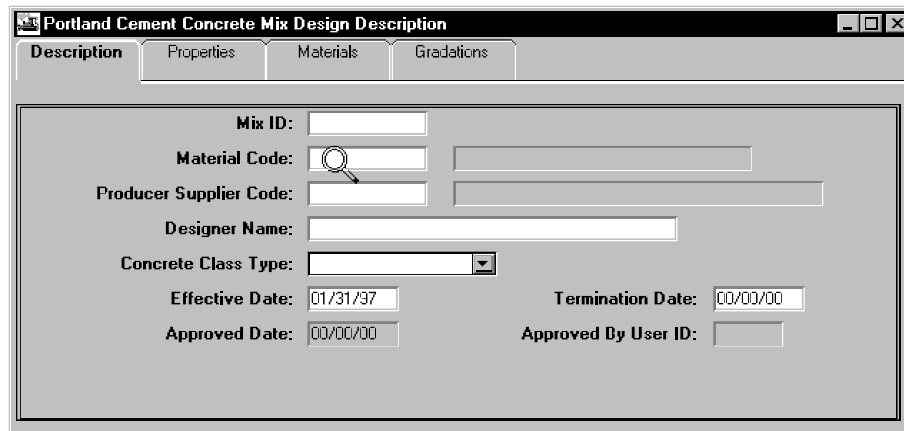 Portland Cement Concrete Mix Design Description
Description Properties Materials Gradations
Mix ID:
Material Code:
Producer Supplier Code:
Designer Name:
Concrete Class Type:
Effective Date: 01/31/97 Termination Date: 00/00/00
Approved Date: 00/00/00 Approved By User ID: